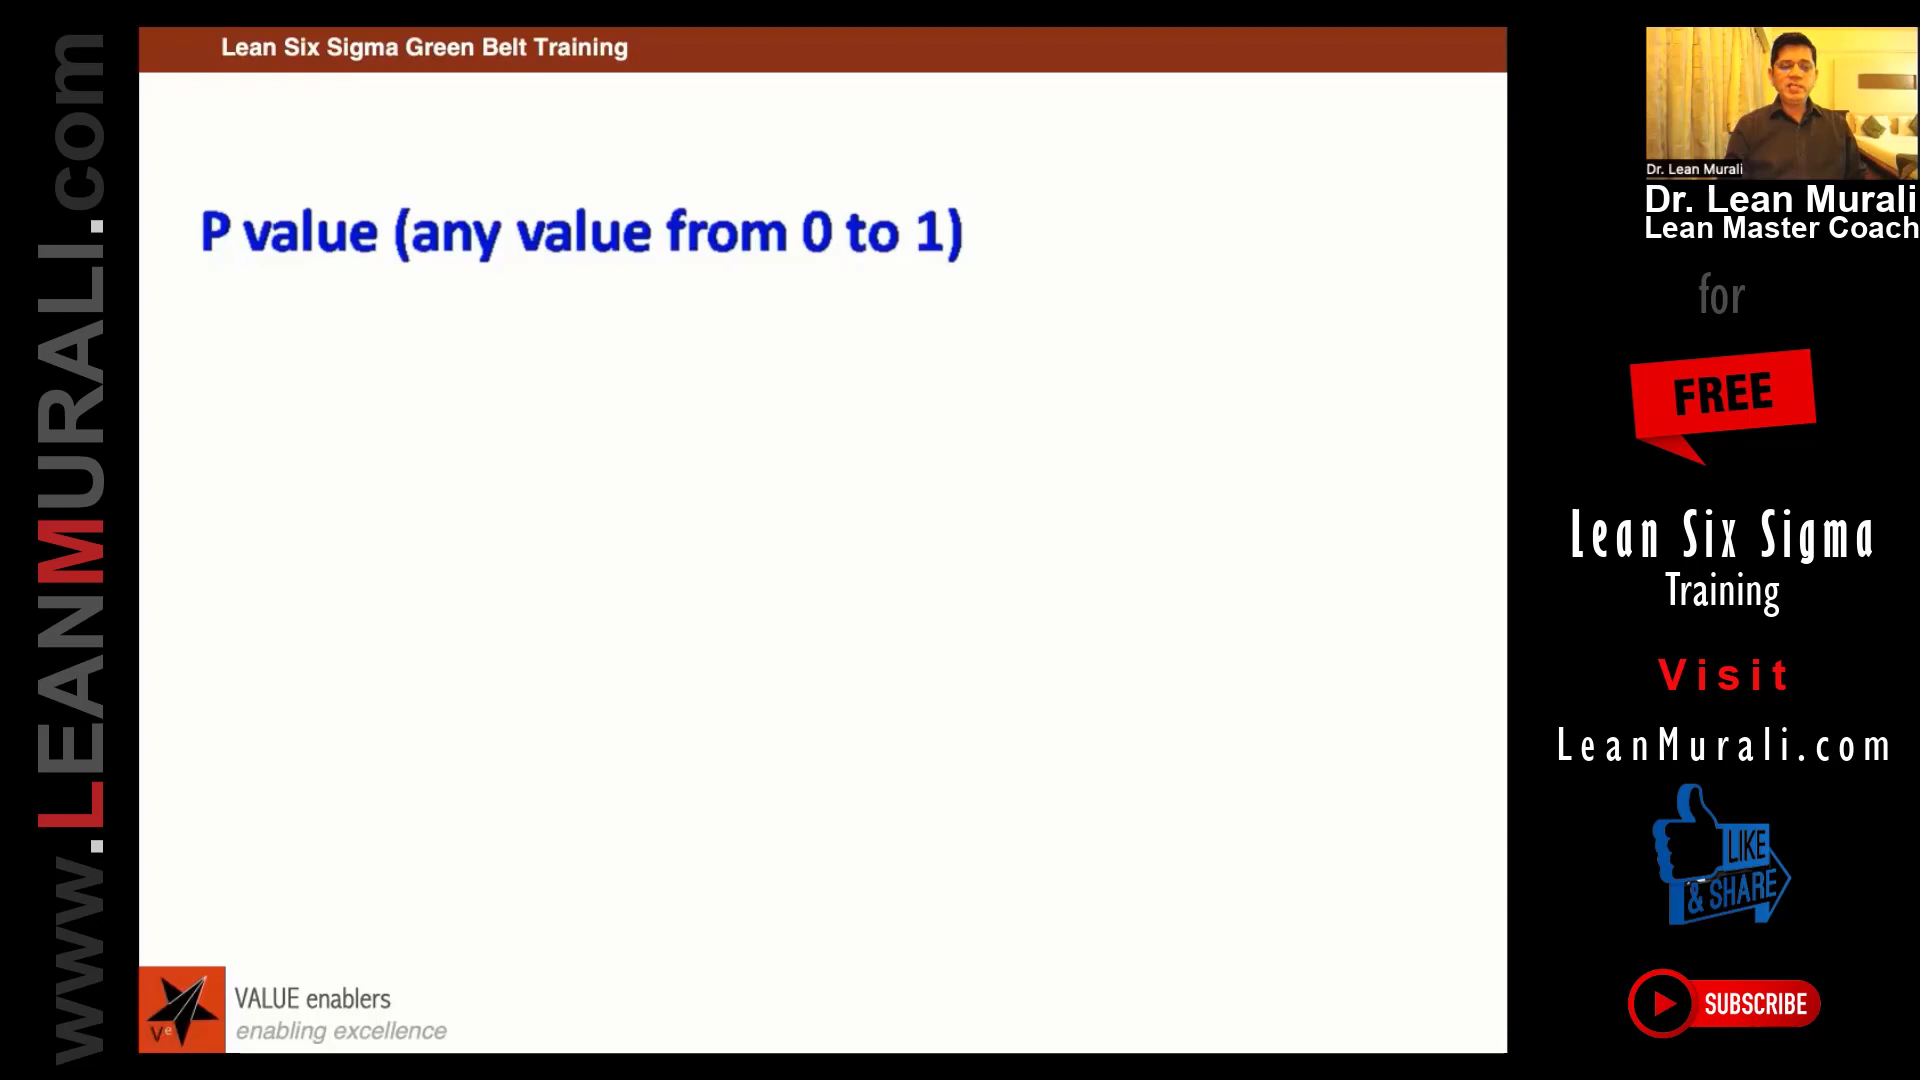 www.LEANMURALI.com
Lean Six Sigma Green Belt Training
P value (any value from 0 to 1)
Ve
VALUE enablers
enabling excellence
Dr. Lean Murali
Dr. Lean Murali
Lean Master Coach
for
FREE
Lean Six Sigma
Training
Visit
LeanMurali.com
LIKE
& SHARE
SUBSCRIBE